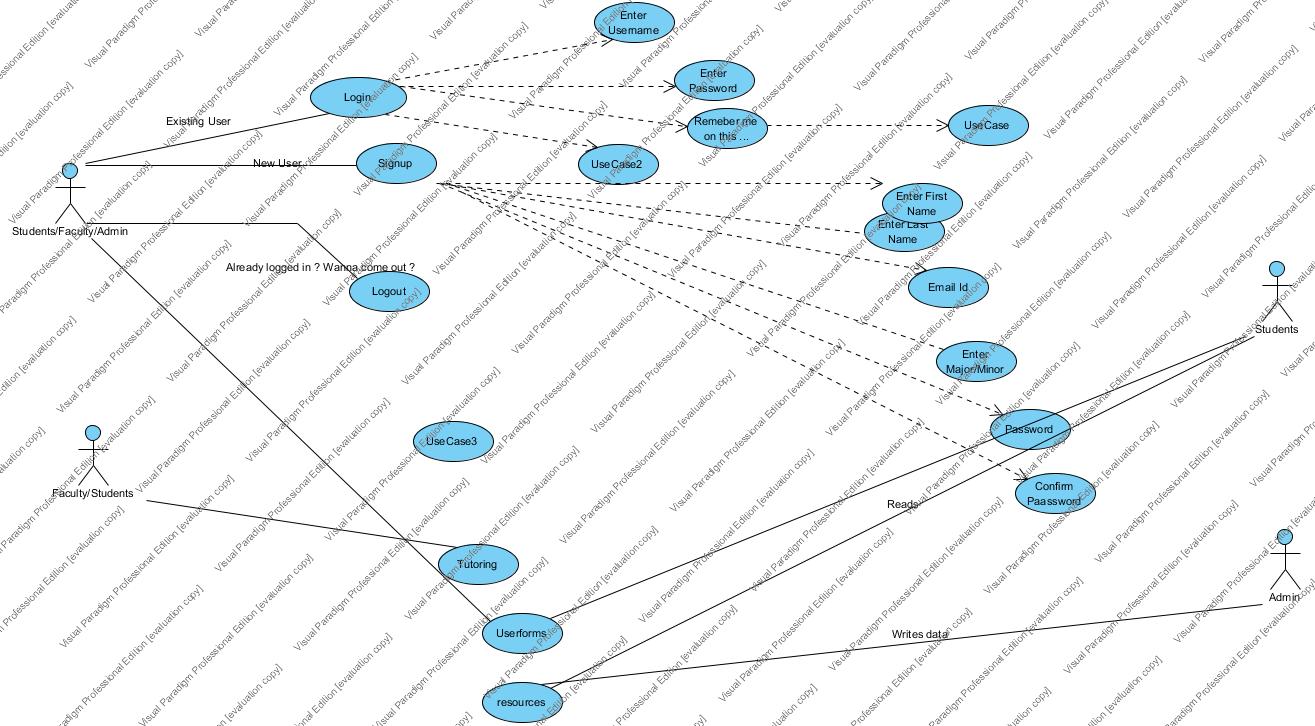 Enter
Username
Enter
Password
Login
Remeber me
on this ...
UseCase
Existing User
UseCase2
New User
Signup
Enter First
Name
Enter Last
Name
Students/Faculty/Admin
Already logged in ? Wanna come out ?
Logout
Email Id
Students
Enter
Major/Minor
Password
UseCase3
Faculty/Students
Confirm
Paassword
Reads
Tutoring
Admin
Userforms
Writes data
resources
Visual Paradigm Professional Edition [evaluation copy]